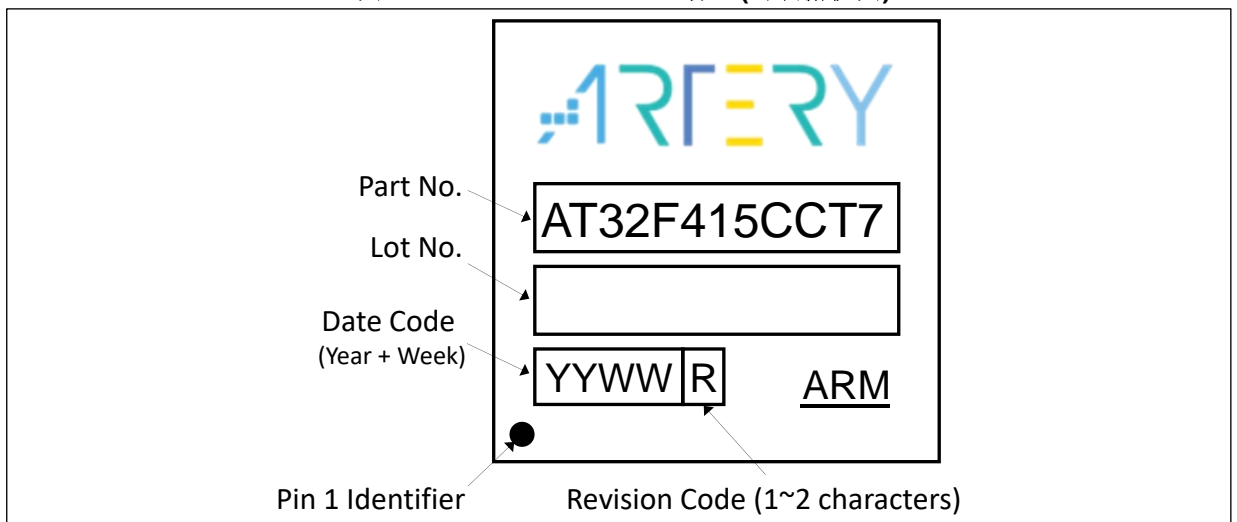 ARTERY
Part No.
AT32F415CCT7
Lot No.
Date Code
(Year + Week)
YYWW R
ARM
Pin 1 Identifier
Revision Code (1~2 characters)